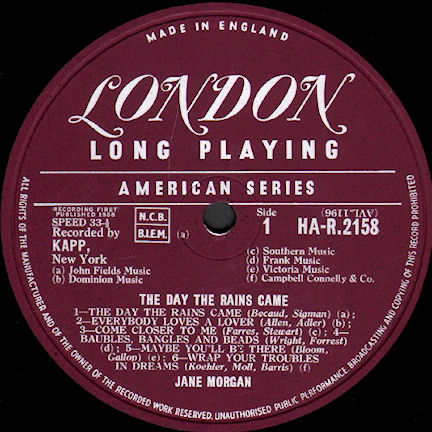 MADE IN ENGLAND
LONDON
LONG PLAYING
AMERICAN SERIES
RECORDING FIRST
PUBLISHED 1958
SPEED 33⅓
Recorded by
KAPP,
New York
(a) John Fields Music
(b) Dominion Music
N.C.B.
B.I.E.M.
(a)
(AVL.1196)
Side
1
HA-R.2158
(c) Southern Music
(d) Frank Music
(e) Victoria Music
(f) Campbell Connelly & Co.
THE DAY THE RAINS CAME
1—THE DAY THE RAINS CAME (Becaud, Sigman) (a);
2—EVERYBODY LOVES A LOVER (Allen, Adler) (b);
3—COME CLOSER TO ME (Farres, Stewart) (c); 4—
BAUBLES, BANGLES AND BEADS (Wright, Forrest)
(d); 5—MAYBE YOU'LL BE THERE (Bloom,
Gallop) (e); 6—WRAP YOUR TROUBLES
IN DREAMS (Koehler, Moll, Barris) (f)
JANE MORGAN
ALL RIGHTS OF THE MANUFACTURER AND OF THE OWNER OF THE RECORDED WORK RESERVED. UNAUTHORISED PUBLIC PERFORMANCE, BROADCASTING AND COPYING OF THIS RECORD PROHIBITED